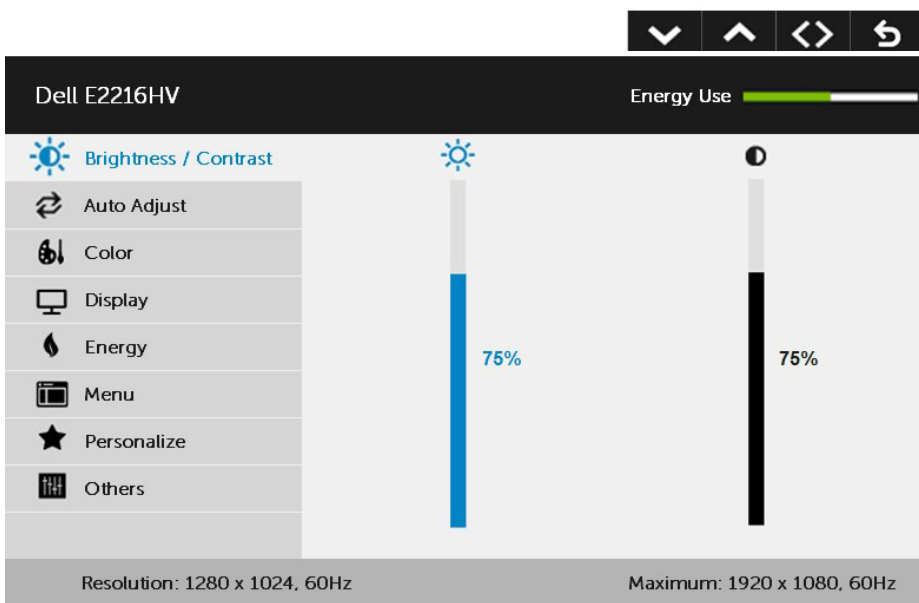 Dell E2216HV
Energy Use
Brightness / Contrast
Auto Adjust
Color
Display
Energy
75%
75%
Menu
Personalize
Others
Resolution: 1280 x 1024, 60Hz
Maximum: 1920 x 1080, 60Hz